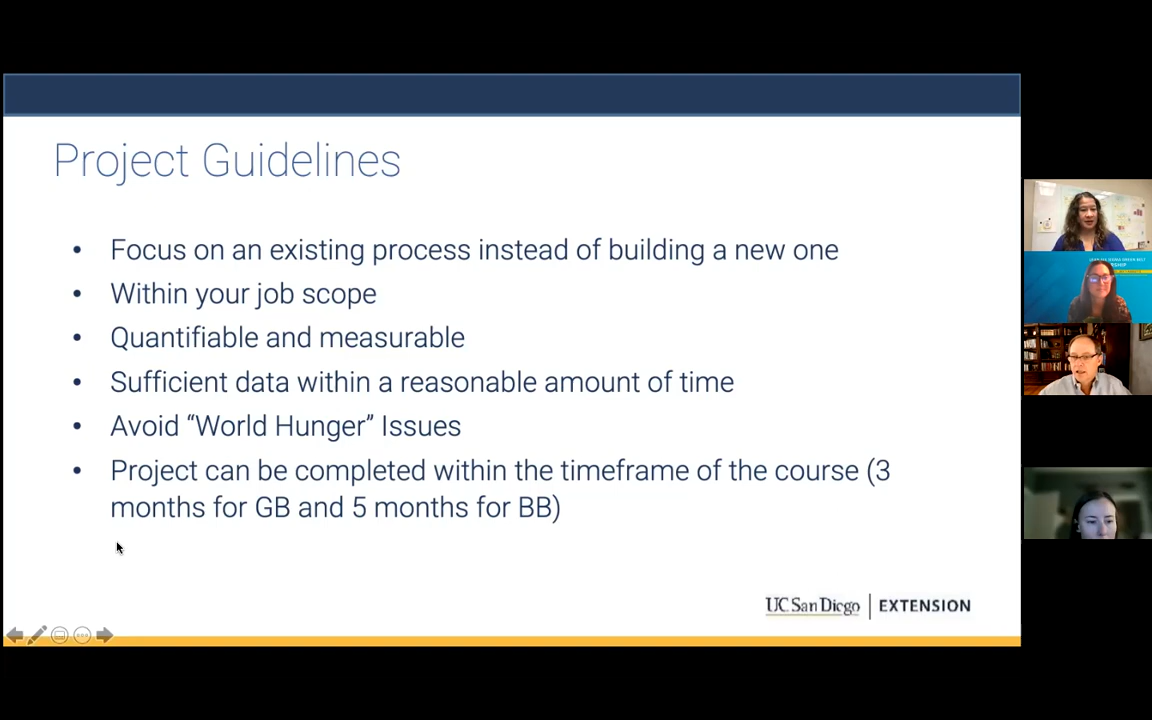 Project Guidelines
• Focus on an existing process instead of building a new one
• Within your job scope
• Quantifiable and measurable
• Sufficient data within a reasonable amount of time
• Avoid “World Hunger” Issues
• Project can be completed within the timeframe of the course (3
months for GB and 5 months for BB)
UC San Diego | EXTENSION